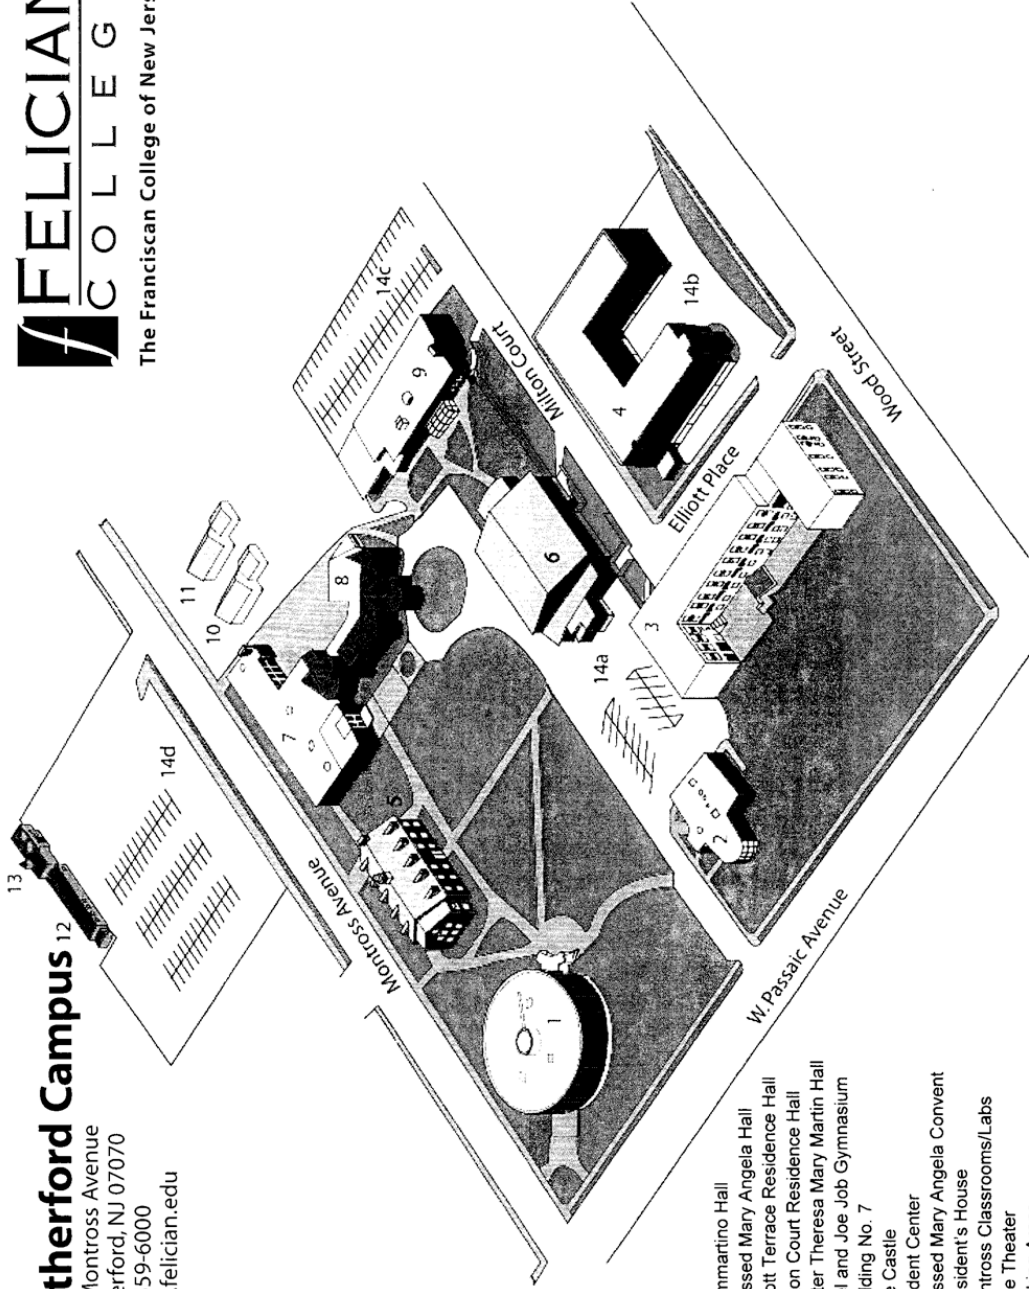 FELICIAN
COLLEG
The Franciscan College of New Jers
therford Campus
Montross Avenue
erford, NJ 07070
59-6000
felician.edu
13
12
14d
11
10
14c
Montross Avenue
7
8
9
Milton Court
5
6
14a
4
14b
Elliott Place
3
Wood Street
1
2
W. Passaic Avenue
mmartino Hall
ssed Mary Angela Hall
ott Terrace Residence Hall
on Court Residence Hall
ter Theresa Mary Martin Hall
l and Joe Job Gymnasium
lding No. 7
e Castle
dent Center
ssed Mary Angela Convent
sident's House
ntross Classrooms/Labs
e Theater